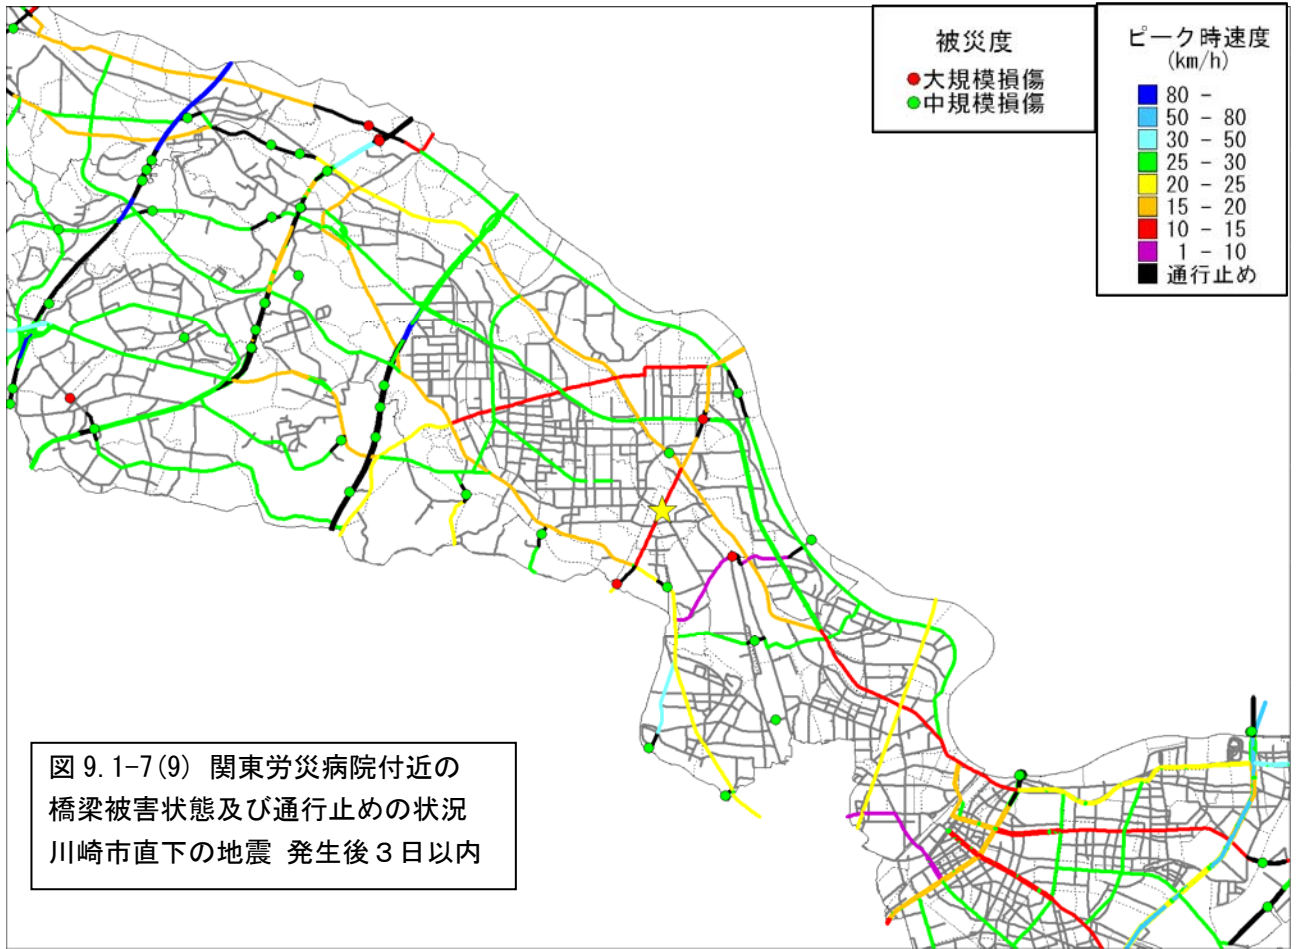 被災度
大規模損傷
中規模損傷
ピーク時速度
(km/h)
80 -
50 - 80
30 - 50
25 - 30
20 - 25
15 - 20
10 - 15
1 - 10
通行止め
図 9.1-7(9) 関東労災病院付近の
橋梁被害状態及び通行止めの状況
川崎市直下の地震 発生後３日以内